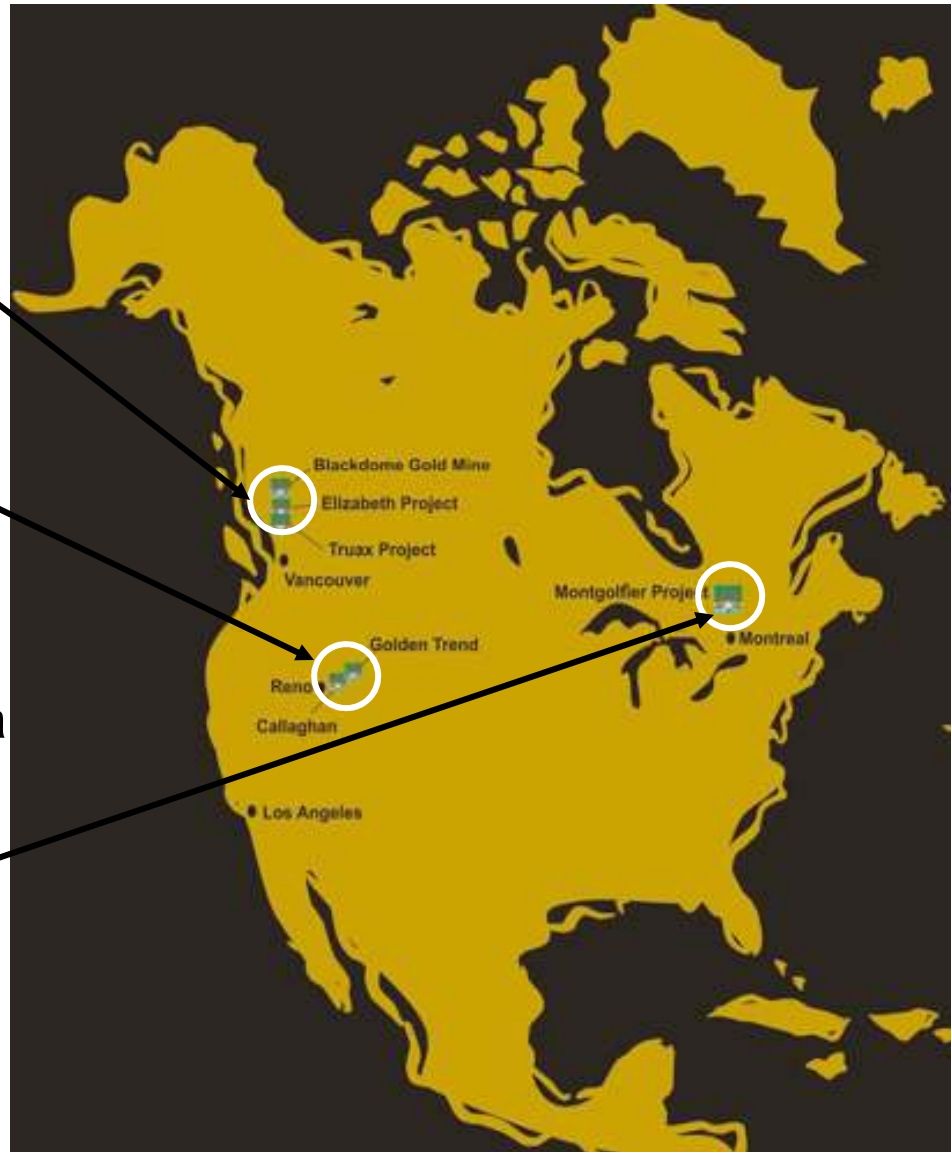 Blackdome Gold Mine
Elizabeth Project
Truax Project
Vancouver
Montgolfier Project
Montreal
Golden Trend
Reno
Callaghan
a
Los Angeles